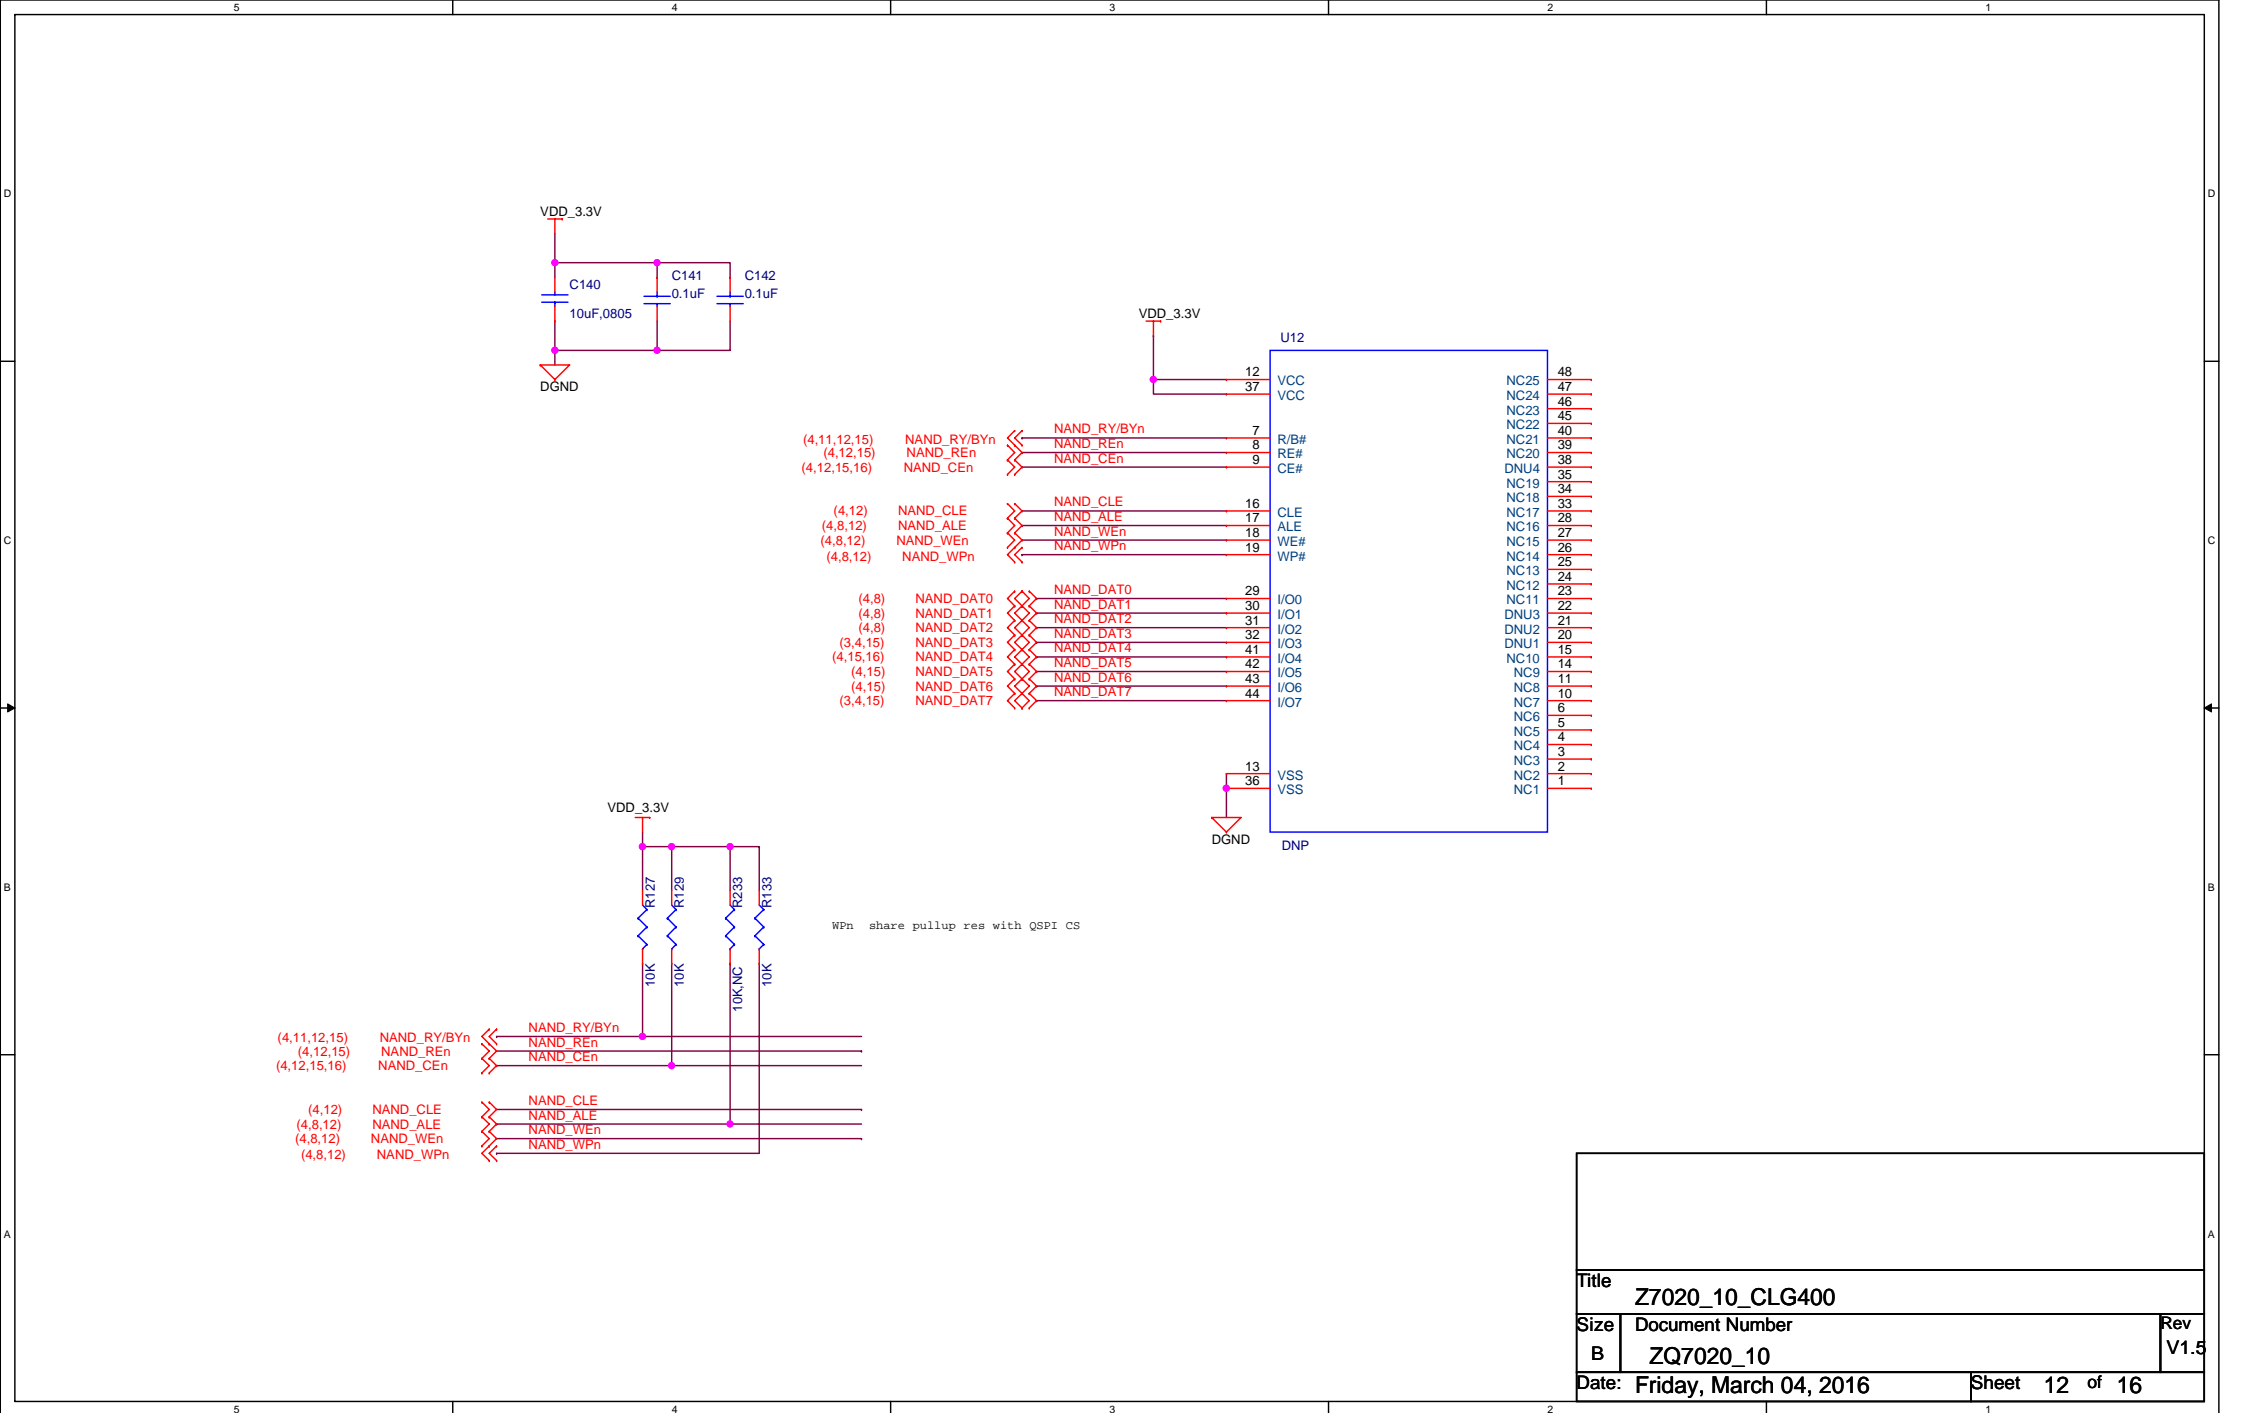 5 4 3 2 1
D D
C C
B B
A A
VDD_3.3V
C140
10uF,0805
C141
0.1uF
C142
0.1uF
DGND
VDD_3.3V
U12
12 VCC NC25 48
37 VCC NC24 47
NC23 46
NC22 45
(4,11,12,15) NAND_RY/BYn NAND_RY/BYn 7 R/B# NC21 40
(4,12,15) NAND_REn NAND_REn 8 RE# NC20 39
(4,12,15,16) NAND_CEn NAND_CEn 9 CE# DNU4 38
NC19 35
NC18 34
(4,12) NAND_CLE NAND_CLE 16 CLE NC17 33
(4,8,12) NAND_ALE NAND_ALE 17 ALE NC16 28
(4,8,12) NAND_WEn NAND_WEn 18 WE# NC15 27
(4,8,12) NAND_WPn NAND_WPn 19 WP# NC14 26
NC13 25
NC12 24
(4,8) NAND_DAT0 NAND_DAT0 29 I/O0 NC11 23
(4,8) NAND_DAT1 NAND_DAT1 30 I/O1 DNU3 22
(4,8) NAND_DAT2 NAND_DAT2 31 I/O2 DNU2 21
(3,4,15) NAND_DAT3 NAND_DAT3 32 I/O3 DNU1 20
(4,15,16) NAND_DAT4 NAND_DAT4 41 I/O4 NC10 15
(4,15) NAND_DAT5 NAND_DAT5 42 I/O5 NC9 14
(4,15) NAND_DAT6 NAND_DAT6 43 I/O6 NC8 11
(3,4,15) NAND_DAT7 NAND_DAT7 44 I/O7 NC7 10
NC6 6
NC5 5
NC4 4
NC3 3
13 VSS NC2 2
36 VSS NC1 1
DGND
DNP
VDD_3.3V
R127 R129 R233 R133
10K 10K 10K,NC 10K
WPn share pullup res with QSPI CS
(4,11,12,15) NAND_RY/BYn NAND_RY/BYn
(4,12,15) NAND_REn NAND_REn
(4,12,15,16) NAND_CEn NAND_CEn
(4,12) NAND_CLE NAND_CLE
(4,8,12) NAND_ALE NAND_ALE
(4,8,12) NAND_WEn NAND_WEn
(4,8,12) NAND_WPn NAND_WPn
Title
Z7020_10_CLG400
Size Document Number Rev
B ZQ7020_10 V1.5
Date: Friday, March 04, 2016 Sheet 12 of 16
5 4 3 2 1